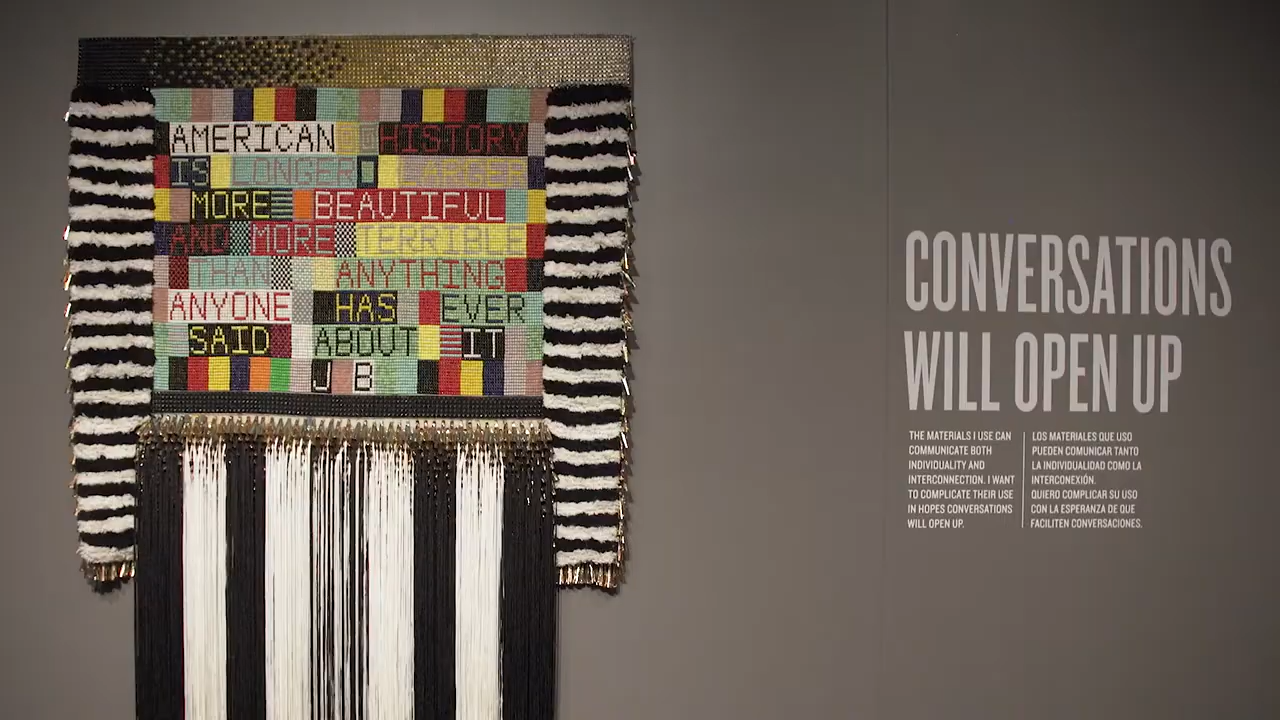 AMERICAN HISTORY
IS LONGER LARGER
MORE BEAUTIFUL
AND MORE TERRIBLE
THAN ANYTHING
ANYONE HAS EVER
SAID ABOUT IT
J B
CONVERSATIONS
WILL OPEN UP
THE MATERIALS I USE CAN
COMMUNICATE BOTH
INDIVIDUALITY AND
INTERCONNECTION. I WANT
TO COMPLICATE THEIR USE
IN HOPES CONVERSATIONS
WILL OPEN UP.
LOS MATERIALES QUE USO
PUEDEN COMUNICAR TANTO
LA INDIVIDUALIDAD COMO LA
INTERCONEXIÓN.
QUIERO COMPLICAR SU USO
CON LA ESPERANZA DE QUE
FACILITEN CONVERSACIONES.